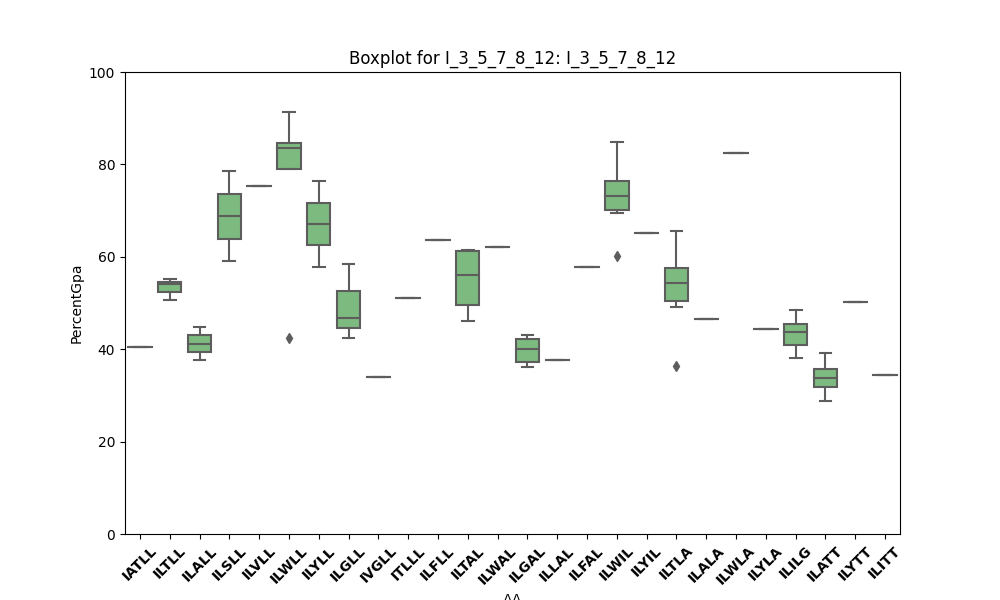 Boxplot for I_3_5_7_8_12: I_3_5_7_8_12
PercentGpa
100
80
60
40
20
0
IATLL
ILTLL
ILALL
ILSLL
ILVLL
ILWLL
ILYLL
ILGLL
IVGLL
ITLLL
ILFLL
ILTAL
ILWAL
ILGAL
ILLAL
ILFAL
ILWIL
ILYIL
ILTLA
ILALA
ILWLA
ILYLA
ILILG
ILATT
ILYTT
ILITT
AA